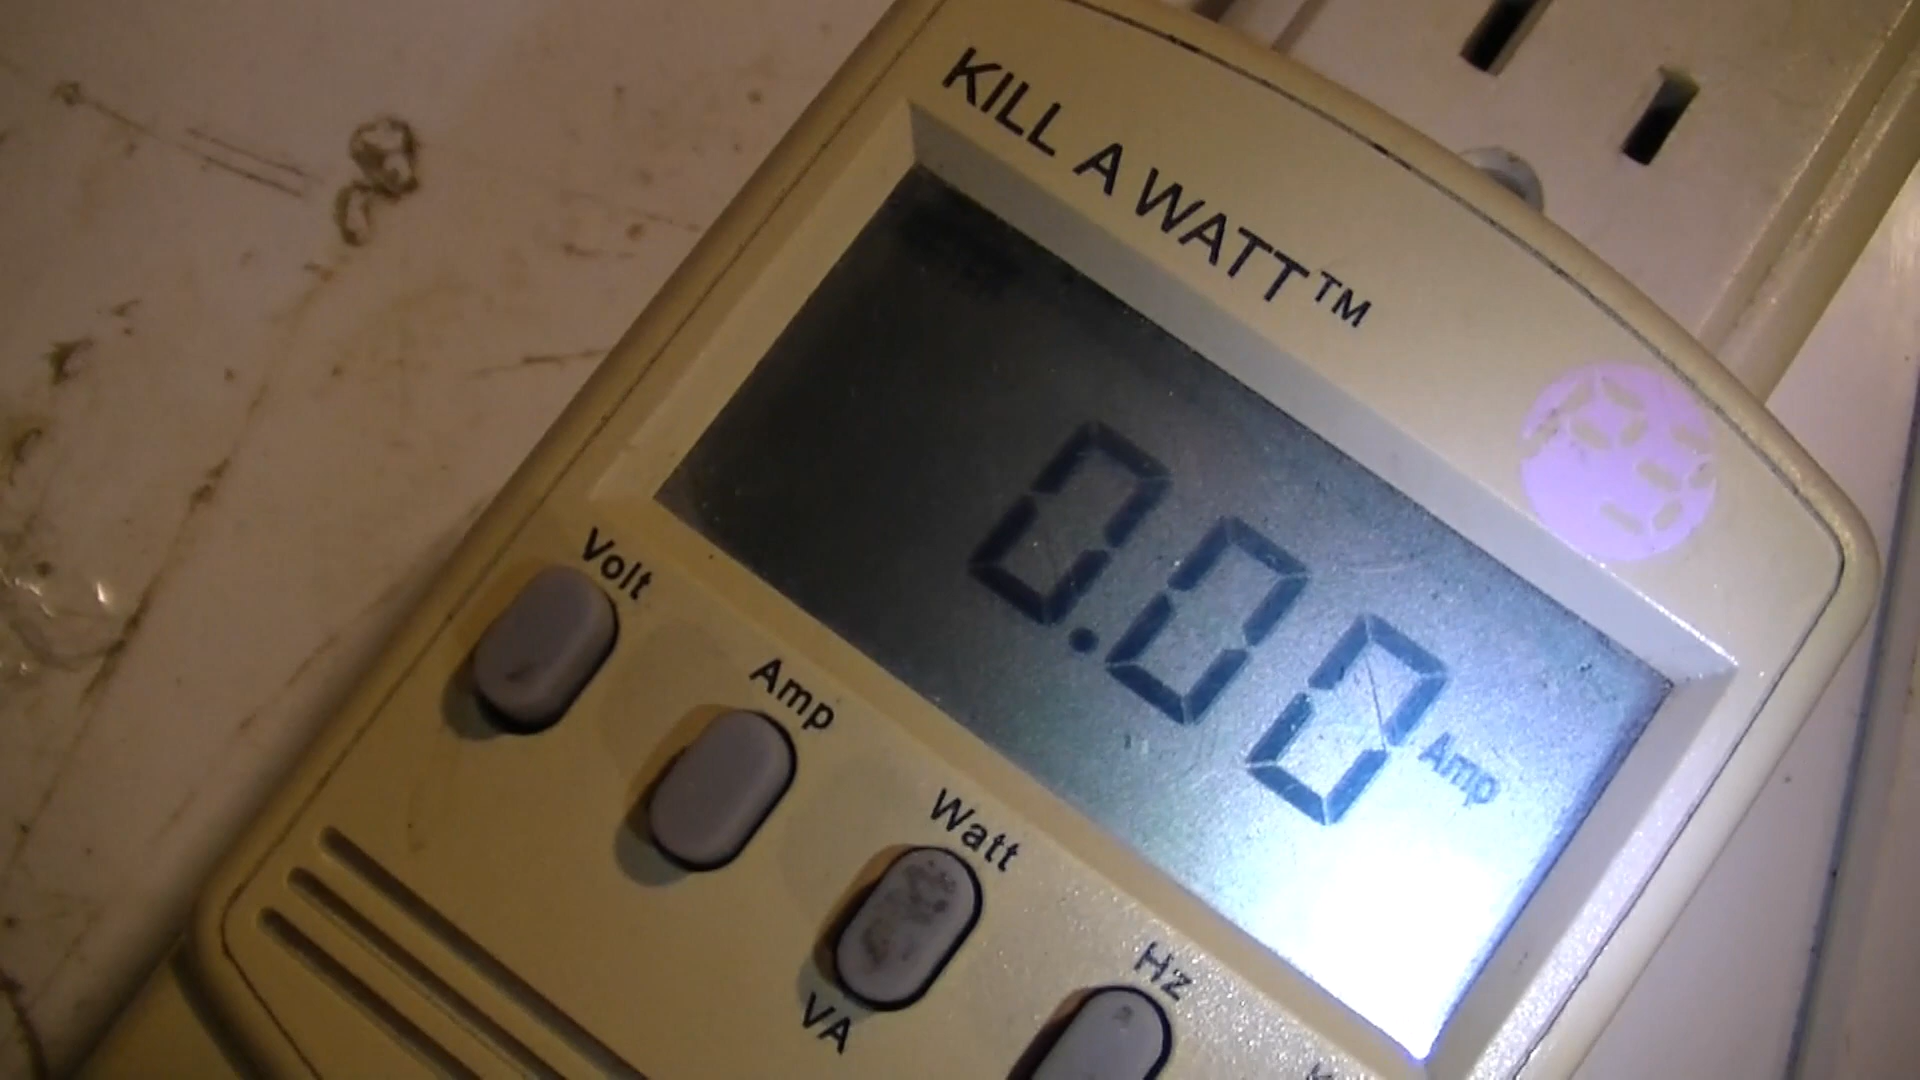 KILL A WATT™
0.00 Amp
Volt
Amp
Watt
VA
Hz